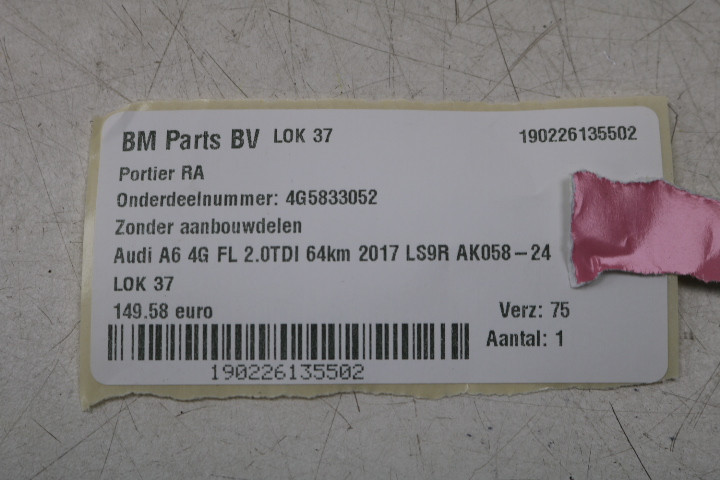 BM Parts BV LOK 37 190226135502
Portier RA
Onderdeelnummer: 4G5833052
Zonder aanbouwdelen
Audi A6 4G FL 2.0TDI 64km 2017 LS9R AK058-24
LOK 37
149.58 euro Verz: 75
Aantal: 1
190226135502